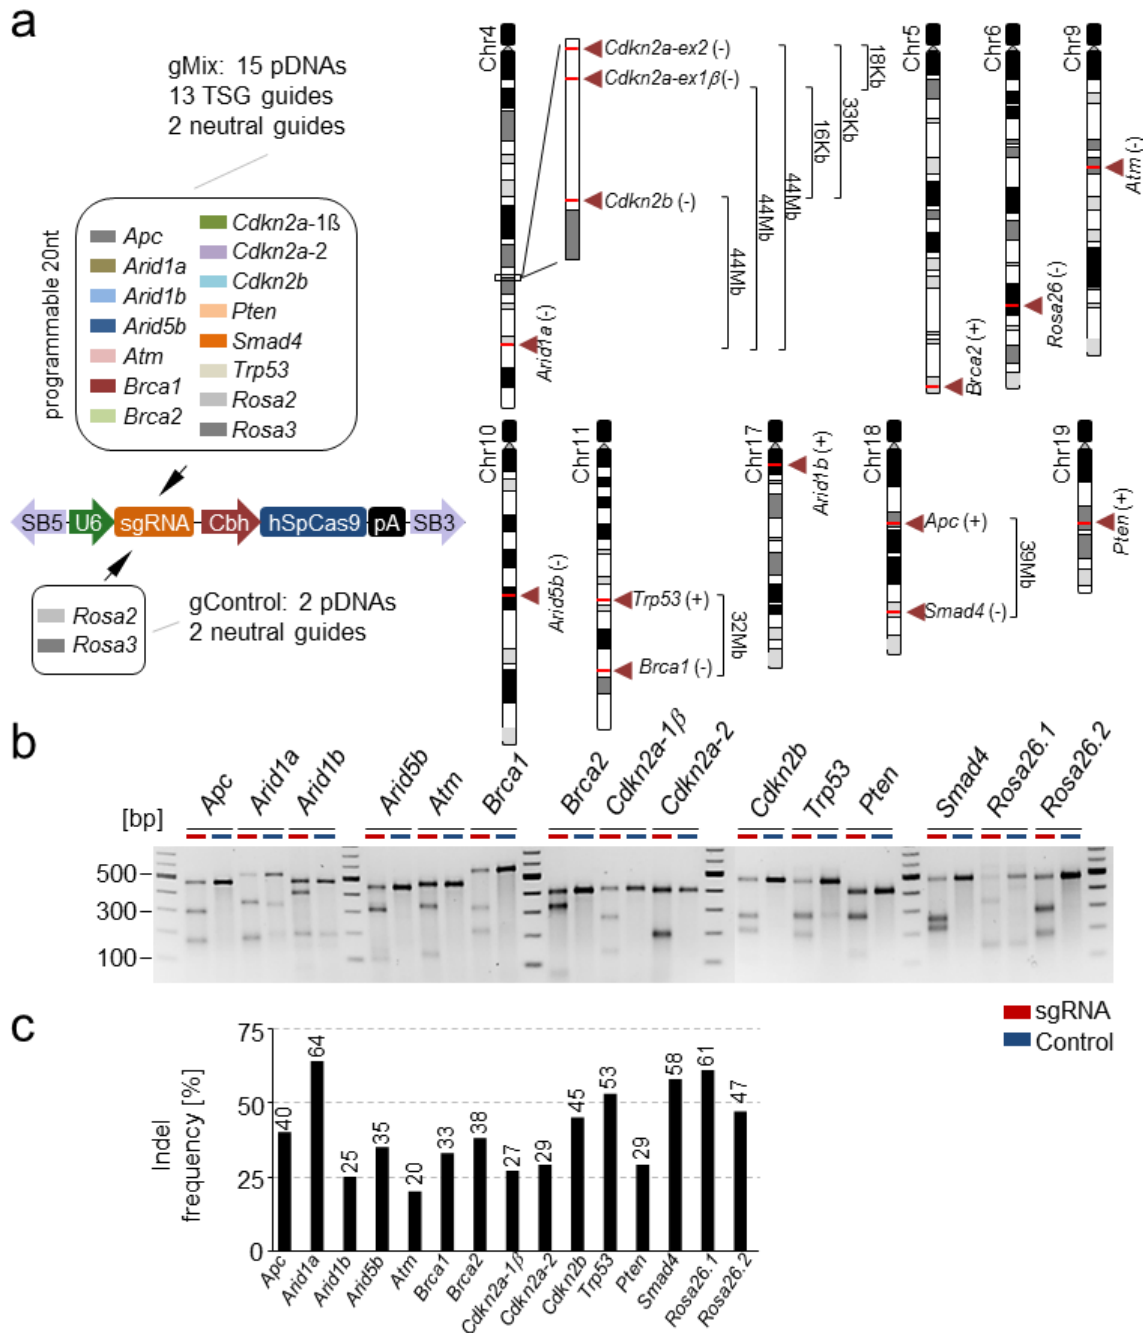 a
gMix: 15 pDNAs
13 TSG guides
2 neutral guides
programmable 20nt
Apc
Arid1a
Arid1b
Arid5b
Atm
Brca1
Brca2
Cdkn2a-1ß
Cdkn2a-2
Cdkn2b
Pten
Smad4
Trp53
Rosa2
Rosa3
SB5 U6 sgRNA Cbh hSpCas9 pA SB3
Rosa2
Rosa3
gControl: 2 pDNAs
2 neutral guides
Chr4
Cdkn2a-ex2 (-)
Cdkn2a-ex1β(-)
Cdkn2b (-)
Arid1a (-)
44Mb
44Mb
44Mb
16Kb
33Kb
18Kb
Chr5
Brca2 (+)
Chr6
Rosa26 (-)
Chr9
Atm (-)
Chr10
Arid5b (-)
Chr11
Trp53 (+)
Brca1 (-)
32Mb
Chr17
Arid1b (+)
Chr18
Apc (+)
Smad4 (-)
39Mb
Chr19
Pten (+)
b
Apc Arid1a Arid1b Arid5b Atm Brca1 Brca2 Cdkn2a-1β Cdkn2a-2 Cdkn2b Trp53 Pten Smad4 Rosa26.1 Rosa26.2
[bp]
500
300
100
sgRNA
Control
c
Indel
frequency [%]
75
50
25
0
40 64 25 35 20 33 38 27 29 45 53 29 58 61 47
Apc Arid1a Arid1b Arid5b Atm Brca1 Brca2 Cdkn2a-1β Cdkn2a-2 Cdkn2b Trp53 Pten Smad4 Rosa26.1 Rosa26.2